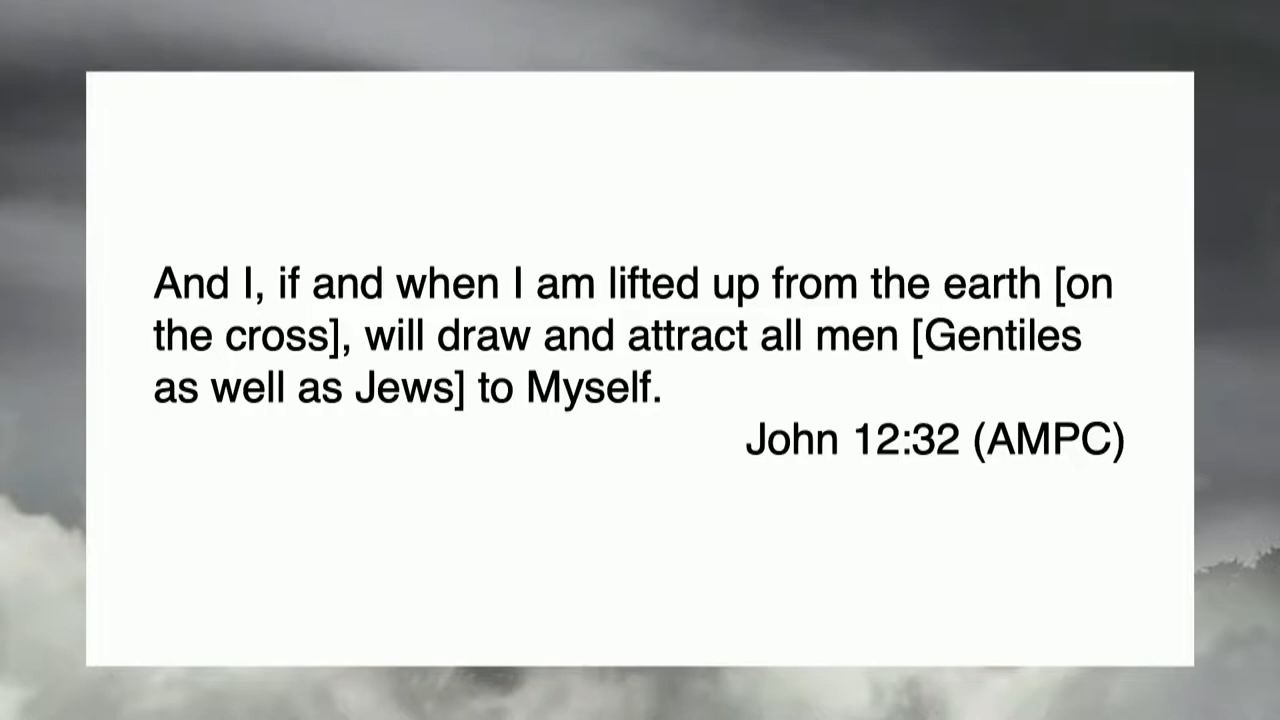 And I, if and when I am lifted up from the earth [on
the cross], will draw and attract all men [Gentiles
as well as Jews] to Myself.
John 12:32 (AMPC)